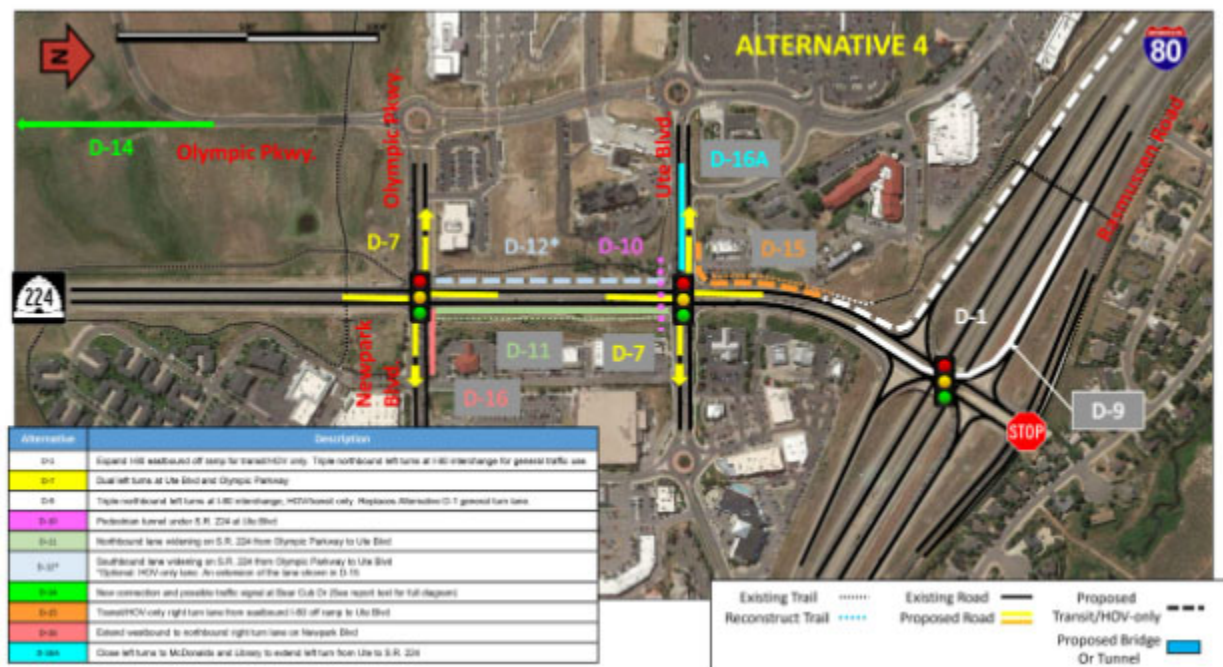 ALTERNATIVE 4
80
N
Olympic Pkwy.
Ute Blvd.
Rasmussen Road
D-14
Olympic Pkwy.
D-16A
D-7
D-12*
D-10
D-15
224
D-1
Newpark
Blvd.
D-11
D-7
D-16
D-9
STOP
Alternative
Description
D-1
Expand I-80 eastbound off ramp for transit/HOV only. Triple northbound left turns at I-80 interchange for general traffic use.
D-7
Dual left turns at Ute Blvd and Olympic Parkway
D-9
Triple northbound left turns at I-80 interchange, HOV/transit only. Replaces Alternative D-1 general turn lane.
D-10
Pedestrian tunnel under S.R. 224 at Ute Blvd
D-11
Northbound lane widening on S.R. 224 from Olympic Parkway to Ute Blvd
D-12*
Southbound lane widening on S.R. 224 from Olympic Parkway to Ute Blvd
*Optional: HOV-only lane. An extension of the lane shown in D-15
D-14
New connection and possible traffic signal at Bear Cub Dr (See report text for full diagram)
D-15
Transit/HOV-only right turn lane from eastbound I-80 off ramp to Ute Blvd
D-16
Extend westbound to northbound right turn lane on Newpark Blvd
D-16A
Close left turns to McDonalds and Library to extend left turn from Ute to S.R. 224
Existing Trail
Existing Road
Proposed
Transit/HOV-only
Reconstruct Trail
Proposed Road
Proposed Bridge
Or Tunnel